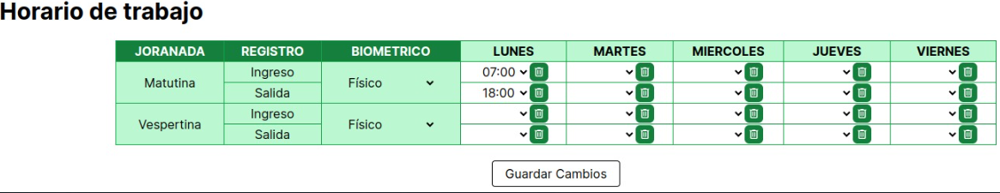 Horario de trabajo
JORANADA REGISTRO BIOMETRICO LUNES MARTES MIERCOLES JUEVES VIERNES
Matutina Ingreso Físico 07:00
Salida 18:00
Vespertina Ingreso Físico
Salida
Guardar Cambios